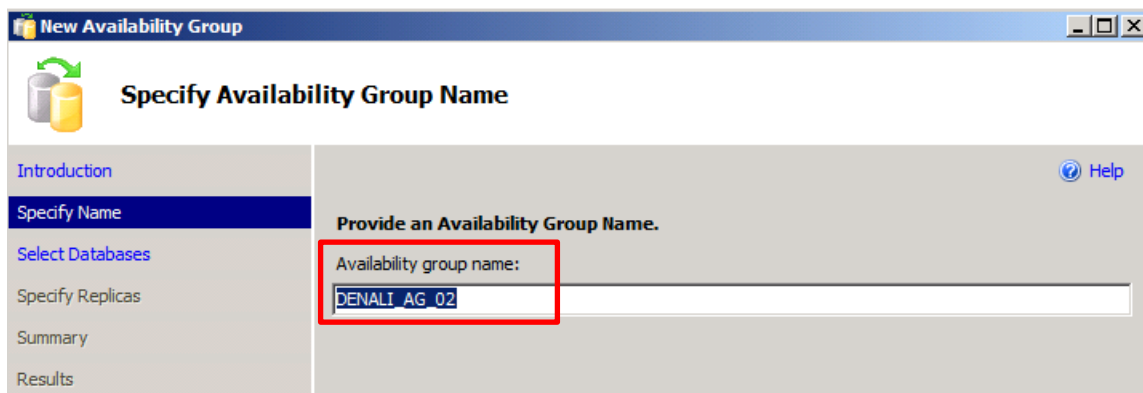 New Availability Group
Specify Availability Group Name
Introduction
Specify Name
Select Databases
Specify Replicas
Summary
Results
Help
Provide an Availability Group Name.
Availability group name:
DENALI_AG_02